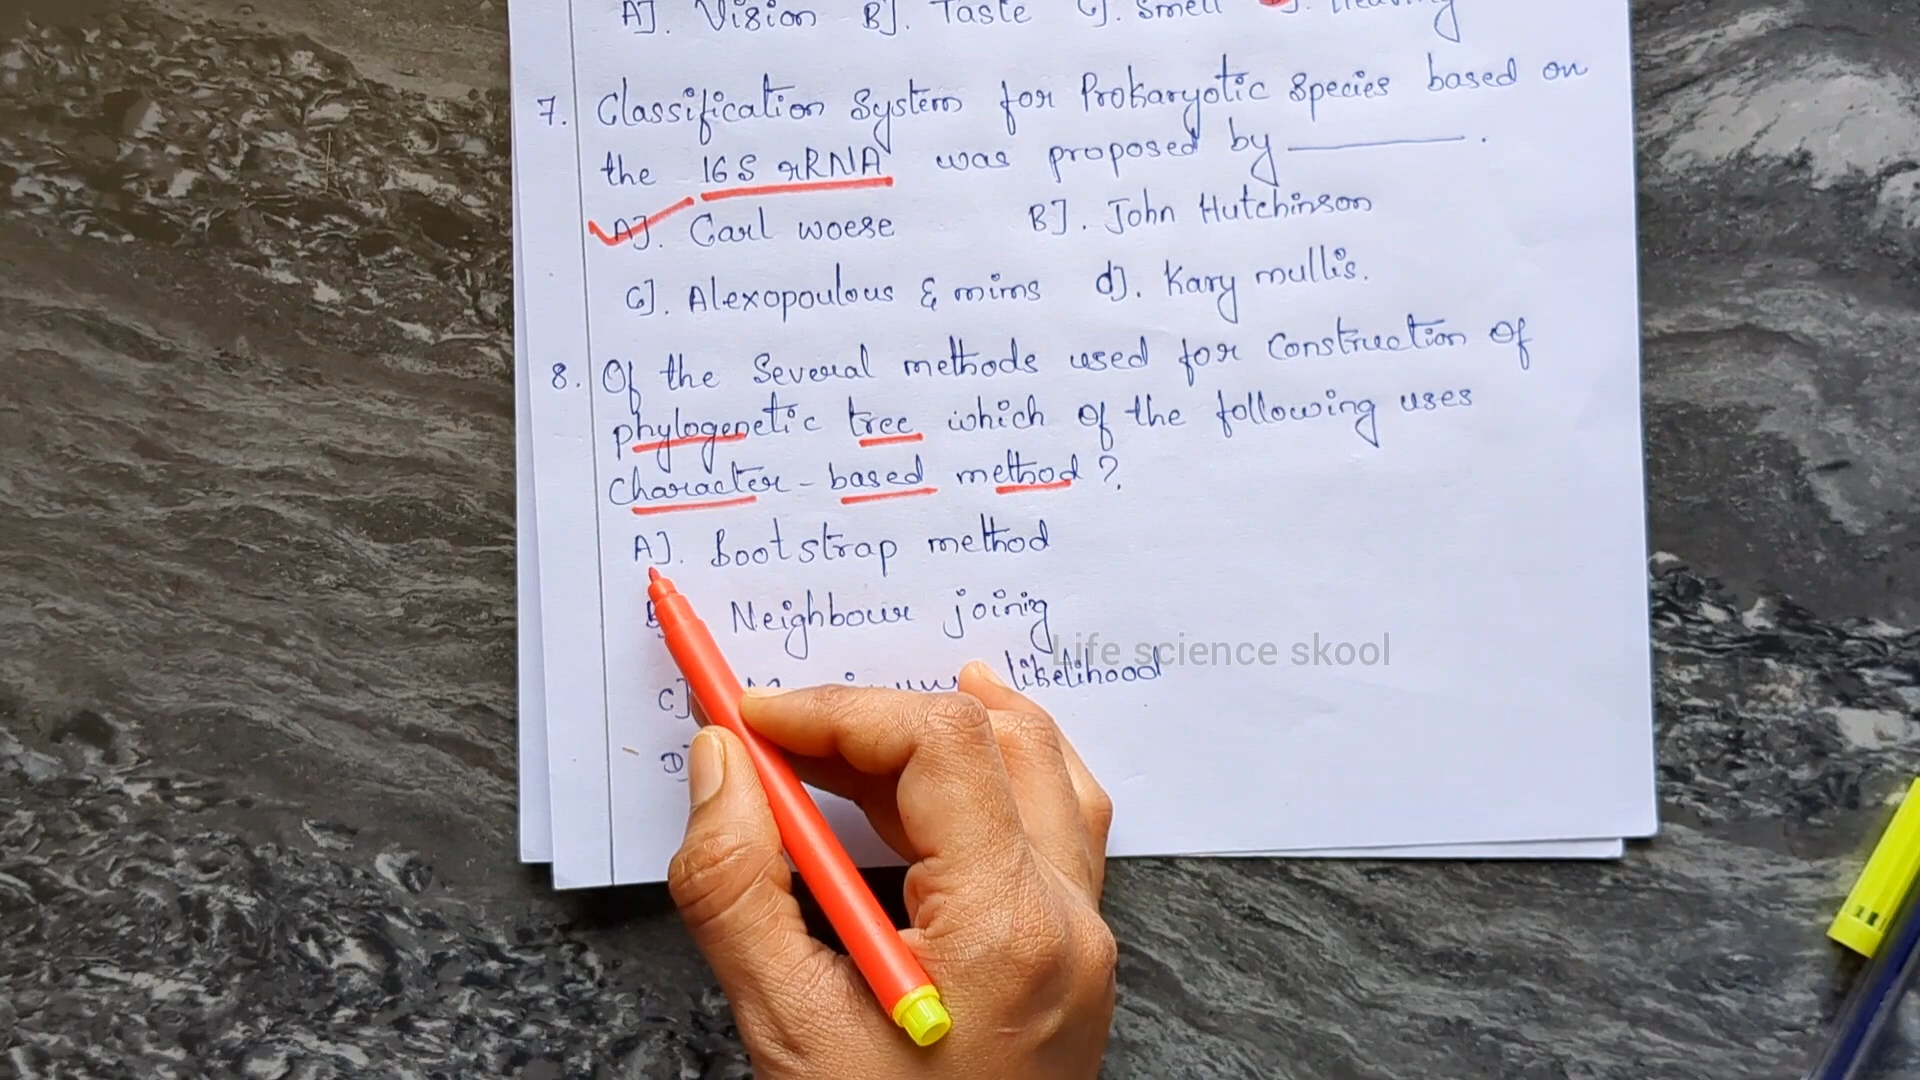 A]. Vision B]. Taste C]. Smell D]. Hearing
7. Classification System for Prokaryotic Species based on
the 16S rRNA was proposed by ______.
A]. Carl woese B]. John Hutchinson
C]. Alexopoulous & mims d]. Kary mullis.
8. Of the Several methods used for Construction of
phylogenetic tree which of the following uses
Character-based method?
A]. Bootstrap method
Neighbour joinig
C] likelihood
D]
Life science skool